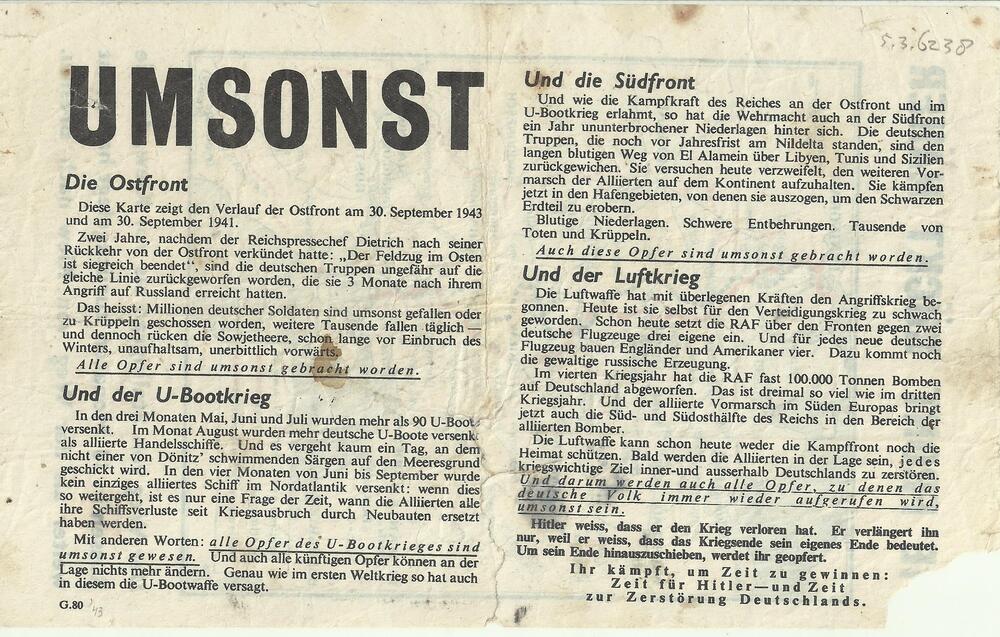 5.3.6238
UMSONST
Die Ostfront
Diese Karte zeigt den Verlauf der Ostfront am 30. September 1943
und am 30. September 1941.
Zwei Jahre, nachdem der Reichspressechef Dietrich nach seiner
Rückkehr von der Ostfront verkündet hatte: „Der Feldzug im Osten
ist siegreich beendet“, sind die deutschen Truppen ungefähr auf die
gleiche Linie zurückgeworfen worden, die sie 3 Monate nach ihrem
Angriff auf Russland erreicht hatten.
Das heisst: Millionen deutscher Soldaten sind umsonst gefallen oder
zu Krüppeln geschossen worden, weitere Tausende fallen täglich —
und dennoch rücken die Sowjetheere, schon lange vor Einbruch des
Winters, unaufhaltsam, unerbittlich vorwärts.
Alle Opfer sind umsonst gebracht worden.
Und der U-Bootkrieg
In den drei Monaten Mai, Juni und Juli wurden mehr als 90 U-Boote
versenkt. Im Monat August wurden mehr deutsche U-Boote versenkt
als alliierte Handelsschiffe. Und es vergeht kaum ein Tag, an dem
nicht einer von Dönitz' schwimmenden Särgen auf den Meeresgrund
geschickt wird. In den vier Monaten von Juni bis September wurde
kein einziges alliiertes Schiff im Nordatlantik versenkt: wenn dies
so weitergeht, ist es nur eine Frage der Zeit, wann die Alliierten alle
ihre Schiffsverluste seit Kriegsausbruch durch Neubauten ersetzt
haben werden.
Mit anderen Worten: alle Opfer des U-Bootkrieges sind
umsonst gewesen. Und auch alle künftigen Opfer können an der
Lage nichts mehr ändern. Genau wie im ersten Weltkrieg so hat auch
in diesem die U-Bootwaffe versagt.
G.80 '43
Und die Südfront
Und wie die Kampfkraft des Reiches an der Ostfront und im
U-Bootkrieg erlahmt, so hat die Wehrmacht auch an der Südfront
ein Jahr ununterbrochener Niederlagen hinter sich. Die deutschen
Truppen, die noch vor Jahresfrist am Nildelta standen, sind den
langen blutigen Weg von El Alamein über Libyen, Tunis und Sizilien
zurückgewichen. Sie versuchen heute verzweifelt, den weiteren Vor-
marsch der Alliierten auf dem Kontinent aufzuhalten. Sie kämpfen
jetzt in den Hafengebieten, von denen sie auszogen, um den Schwarzen
Erdteil zu erobern.
Blutige Niederlagen. Schwere Entbehrungen. Tausende von
Toten und Krüppeln.
Auch diese Opfer sind umsonst gebracht worden.
Und der Luftkrieg
Die Luftwaffe hat mit überlegenen Kräften den Angriffskrieg be-
gonnen. Heute ist sie selbst für den Verteidigungskrieg zu schwach
geworden. Schon heute setzt die RAF über den Fronten gegen zwei
deutsche Flugzeuge drei eigene ein. Und für jedes neue deutsche
Flugzeug bauen Engländer und Amerikaner vier. Dazu kommt noch
die gewaltige russische Erzeugung.
Im vierten Kriegsjahr hat die RAF fast 100.000 Tonnen Bomben
auf Deutschland abgeworfen. Das ist dreimal so viel wie im dritten
Kriegsjahr. Und der alliierte Vormarsch im Süden Europas bringt
jetzt auch die Süd- und Südosthälfte des Reichs in den Bereich der
alliierten Bomber.
Die Luftwaffe kann schon heute weder die Kampffront noch die
Heimat schützen. Bald werden die Alliierten in der Lage sein, jedes
kriegswichtige Ziel inner-und ausserhalb Deutschlands zu zerstören.
Und darum werden auch alle Opfer, zu denen das
deutsche Volk immer wieder aufgerufen wird,
umsonst sein.
Hitler weiss, dass er den Krieg verloren hat. Er verlängert ihn
nur, weil er weiss, dass das Kriegsende sein eigenes Ende bedeutet.
Um sein Ende hinauszuschieben, werdet ihr geopfert.
Ihr kämpft, um Zeit zu gewinnen:
Zeit für Hitler—und Zeit
zur Zerstörung Deutschlands.